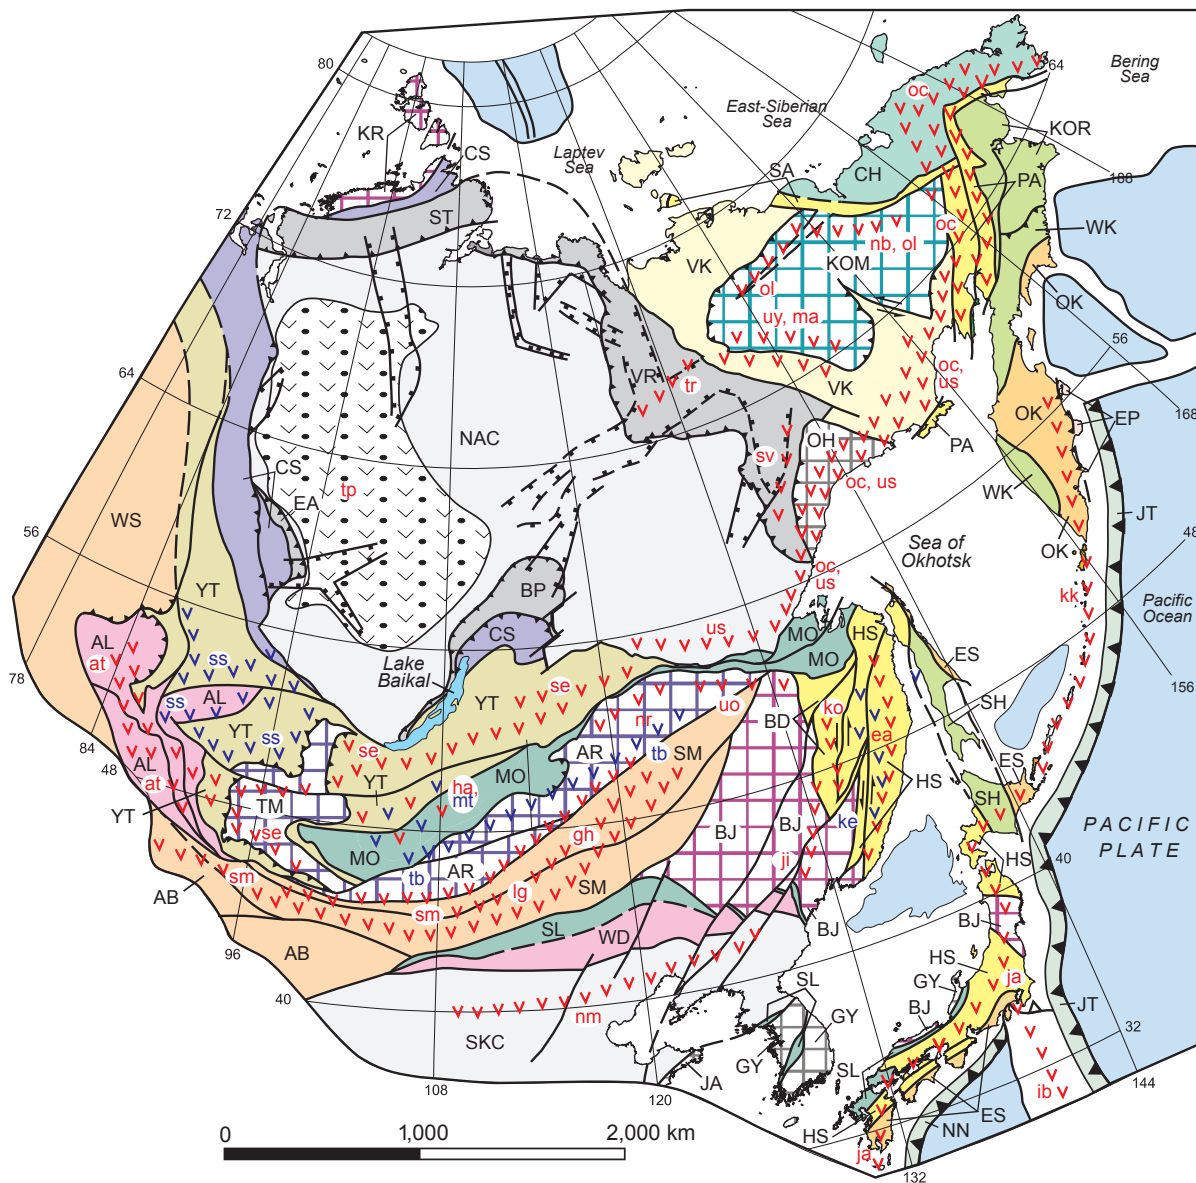 80
64
Bering
Sea
oc
East-Siberian
Sea
KR
KOR
CS
Laptev
Sea
SA
CH
PA
188
72
ST
WK
oc
nb, ol
VK
KOM
OK
ol
uy, ma
56
64
VR
tr
VK
oc,
us
168
OK
EP
NAC
OH
PA
sv
CS
tp
oc, us
WK
EA
WS
JT
56
OK
48
Sea of
Okhotsk
oc,
us
YT
BP
kk
Pacific
Ocean
us
MO
HS
CS
AL
at
ss
MO
ES
Lake
Baikal
78
se
YT
156
AL
ss
SH
uo
ko
BD
nr
YT
ss
ea
84
se
AR
tb
SM
ES
48
AL
at
MO
HS
YT
ha,
mt
SH
TM
YT
PACIFIC
PLATE
se
gh
BJ
BJ
ke
MO
AR
HS
40
ji
tb
sm
lg
SM
AB
sm
BJ
BJ
SL
WD
96
AB
HS
SL
GY
ja
40
JT
nm
GY
BJ
32
SKC
GY
SL
JA
ib
108
144
120
ES
HS
NN
0
1,000
2,000 km
ja
132